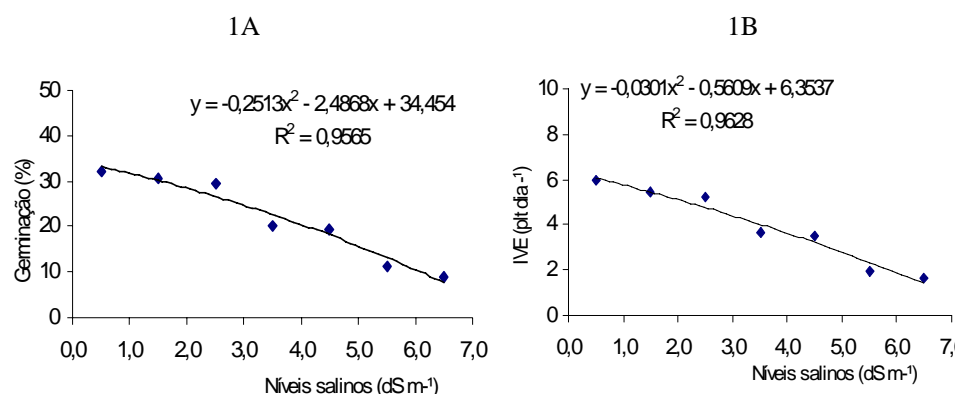 1A
1B
y = -0,2513x² - 2,4868x + 34,454
R² = 0,9565
Germinação (%)
50
40
30
20
10
0
0,0 1,0 2,0 3,0 4,0 5,0 6,0 7,0
Níveis salinos (dS m-¹)
y = -0,0301x² - 0,5609x + 6,3537
R² = 0,9628
IVE (plt dia -¹)
10
8
6
4
2
0
0,0 1,0 2,0 3,0 4,0 5,0 6,0 7,0
Níveis salinos (dS m-¹)